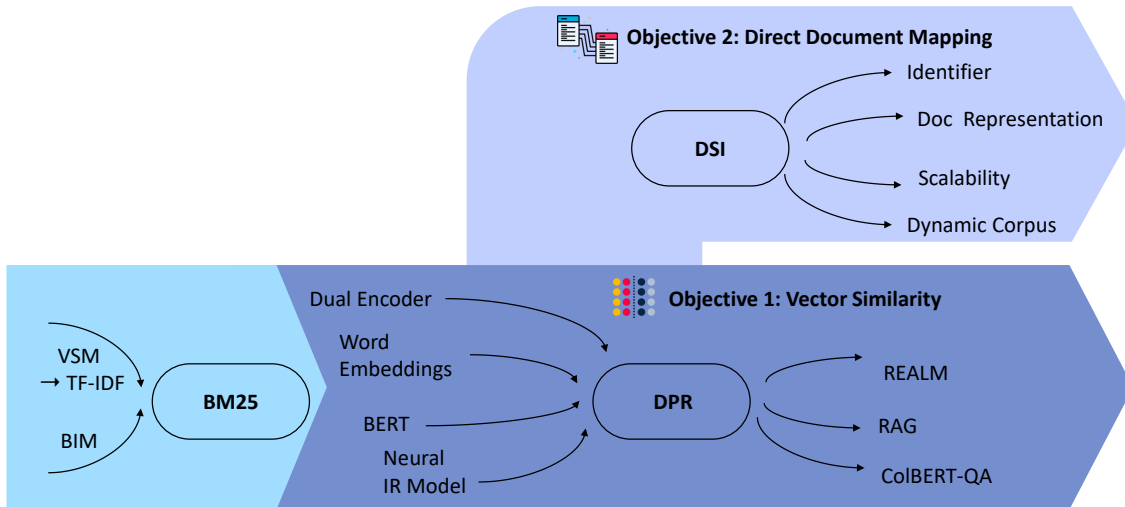 Objective 2: Direct Document Mapping
Identifier
Doc Representation
DSI
Scalability
Dynamic Corpus
Objective 1: Vector Similarity
Dual Encoder
Word
Embeddings
VSM
→ TF-IDF
REALM
BM25
DPR
BERT
RAG
BIM
Neural
IR Model
ColBERT-QA